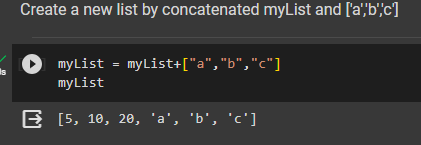 Create a new list by concatenated myList and ['a','b','c']
myList = myList+["a","b","c"]
myList
[5, 10, 20, 'a', 'b', 'c']